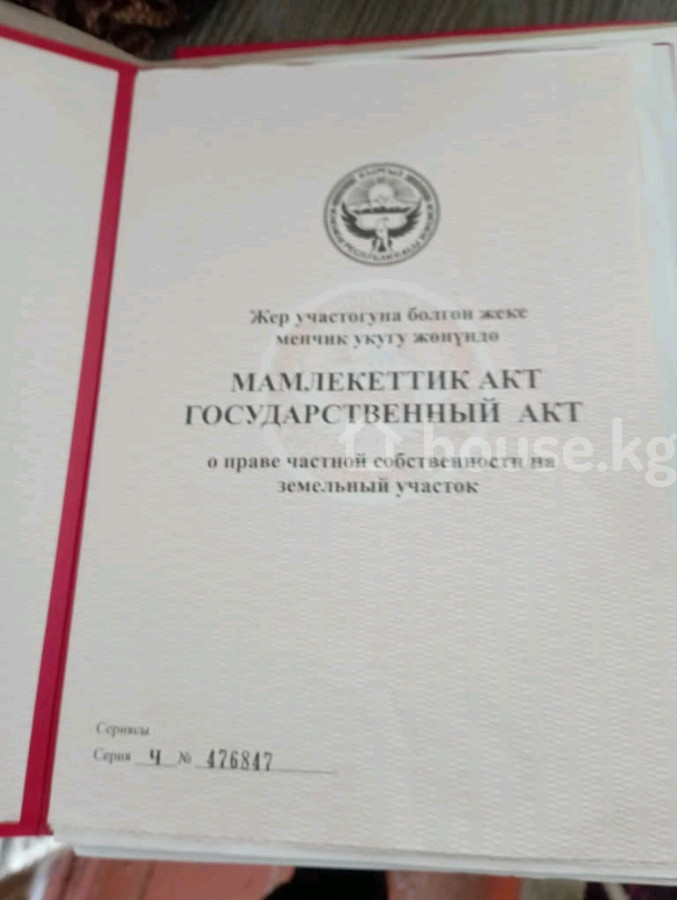 Жер участогуна болгон жеке
менчик укугу жөнүндө
МАМЛЕКЕТТИК АКТ
ГОСУДАРСТВЕННЫЙ АКТ
house.kg
о праве частной собственности на
земельный участок
Сериясы
Серия Ч № 476847